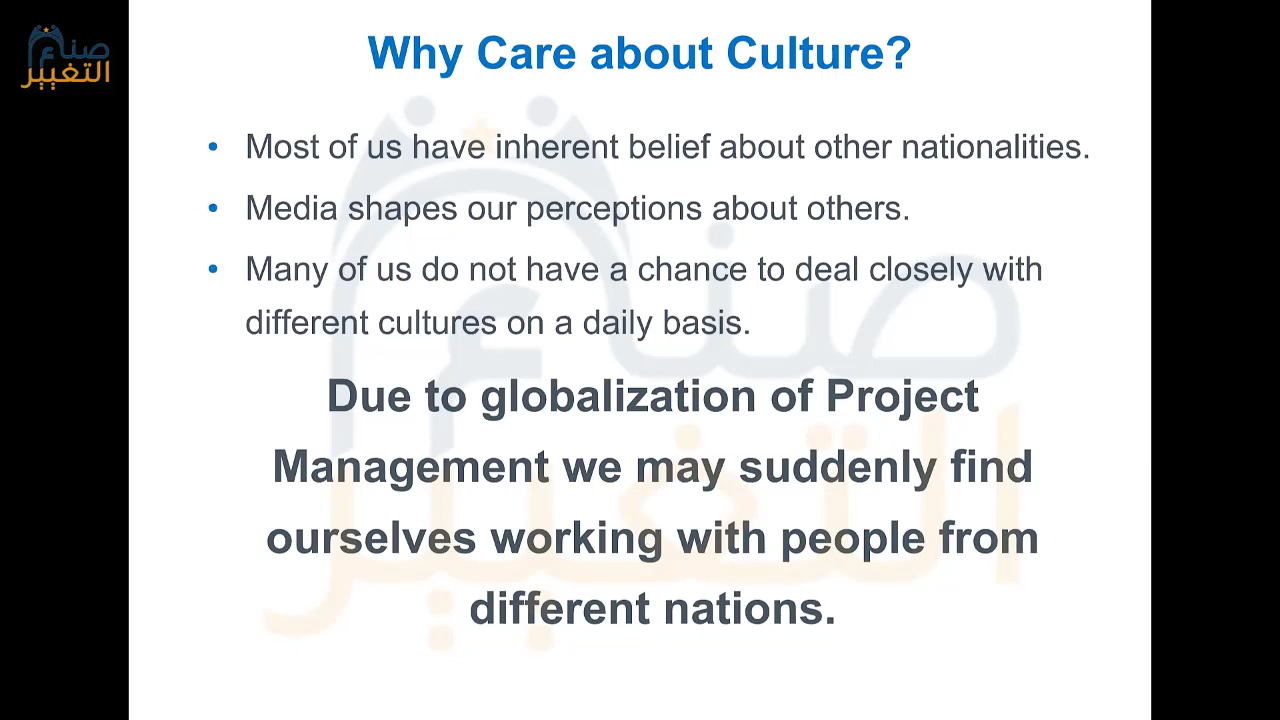 صناع
التغيير
Why Care about Culture?
• Most of us have inherent belief about other nationalities.
• Media shapes our perceptions about others.
• Many of us do not have a chance to deal closely with
different cultures on a daily basis.
Due to globalization of Project
Management we may suddenly find
ourselves working with people from
different nations.
صناع
التغيير